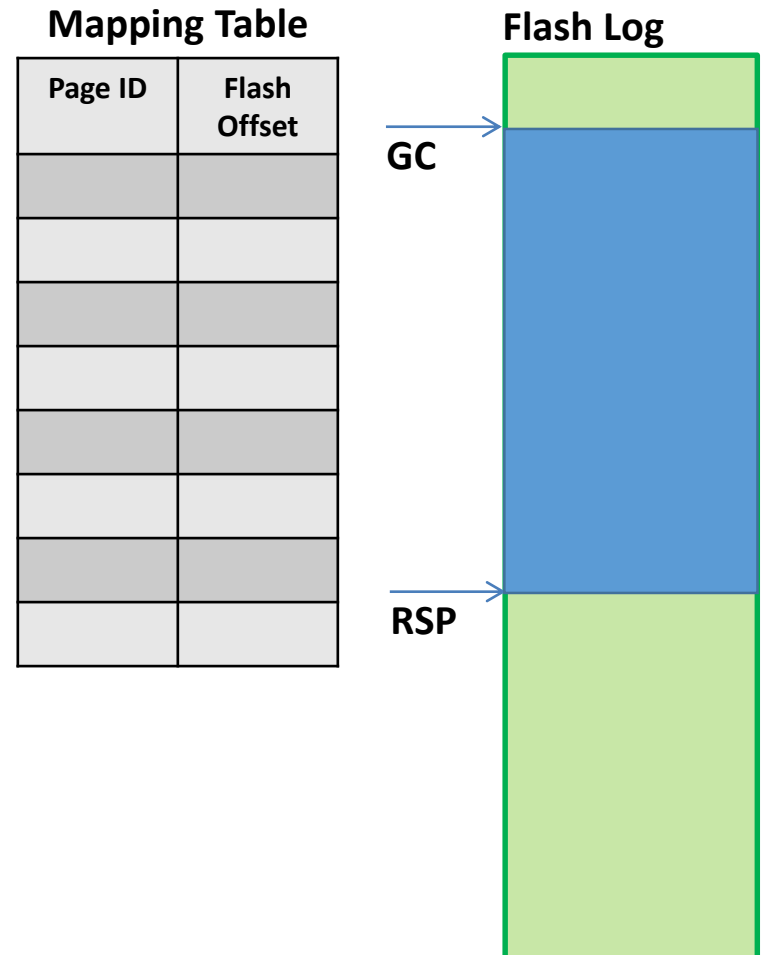 Mapping Table
Page ID
Flash
Offset
Flash Log
GC
RSP